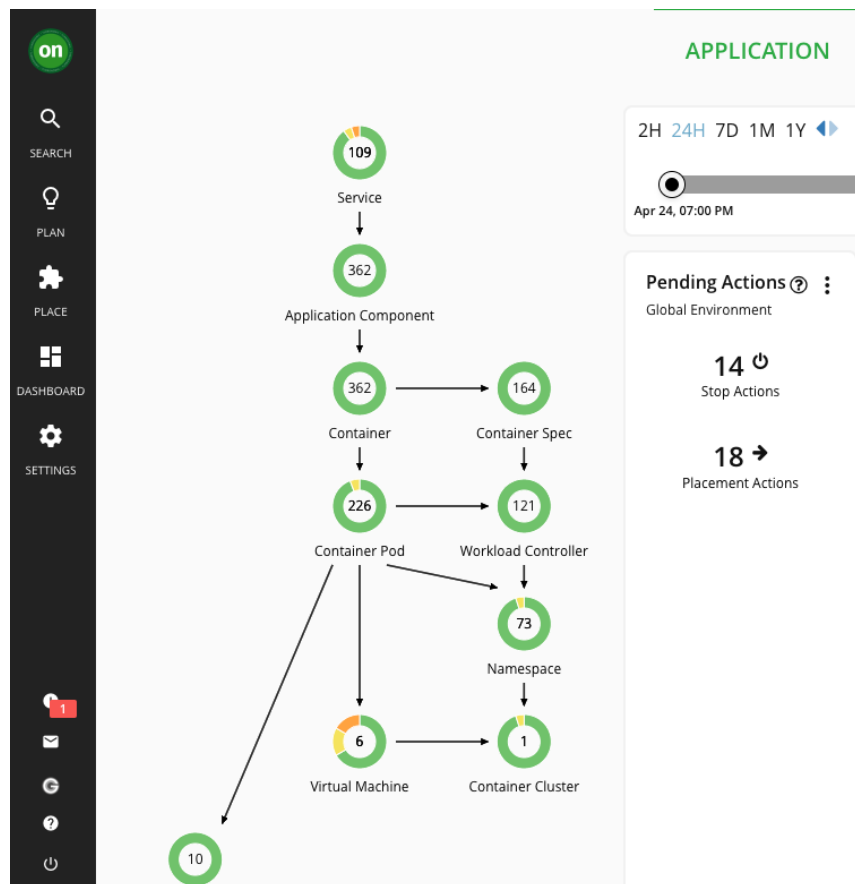 on
SEARCH
PLAN
PLACE
DASHBOARD
SETTINGS
1
APPLICATION
109
Service
362
Application Component
362
Container
164
Container Spec
226
Container Pod
121
Workload Controller
73
Namespace
6
Virtual Machine
1
Container Cluster
10
2H 24H 7D 1M 1Y
Apr 24, 07:00 PM
Pending Actions ?
Global Environment
14
Stop Actions
18
Placement Actions
G
?